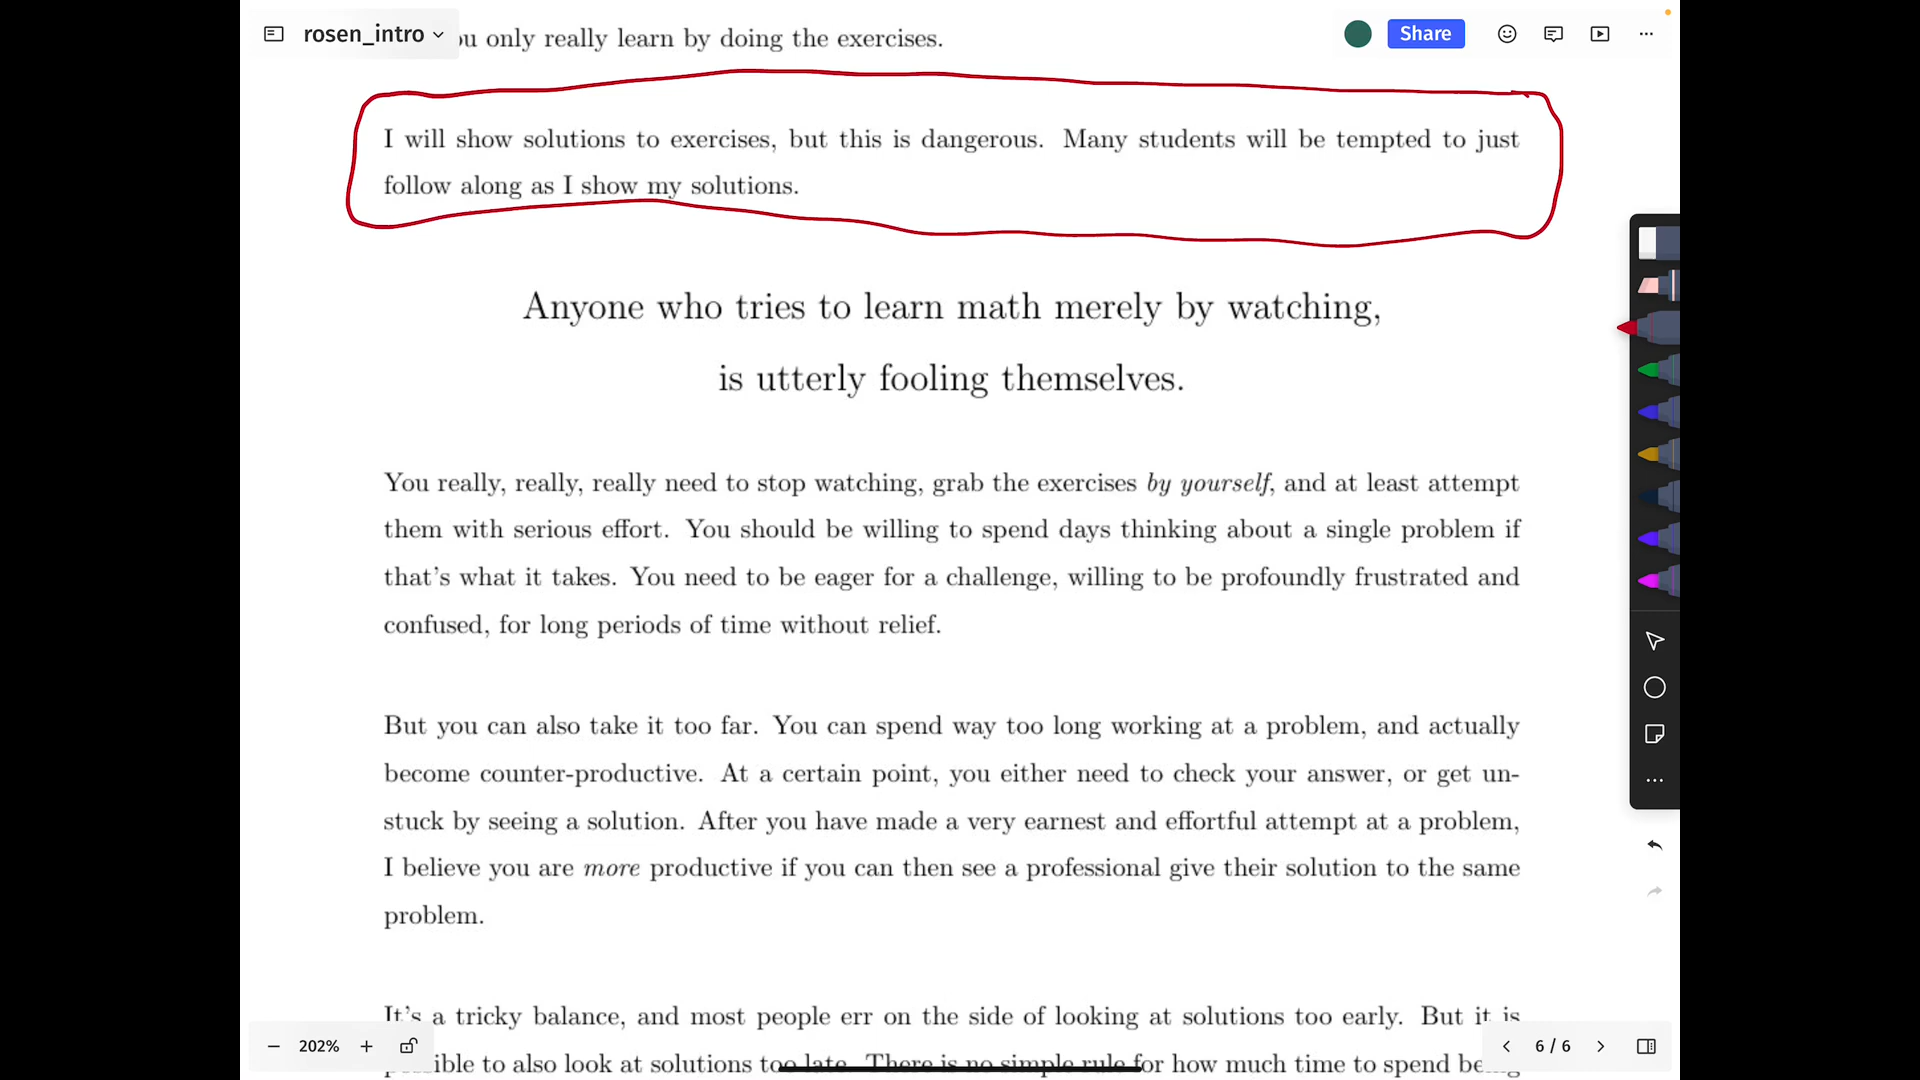 rosen_intro
ou only really learn by doing the exercises.
Share
I will show solutions to exercises, but this is dangerous. Many students will be tempted to just
follow along as I show my solutions.
Anyone who tries to learn math merely by watching,
is utterly fooling themselves.
You really, really, really need to stop watching, grab the exercises by yourself, and at least attempt
them with serious effort. You should be willing to spend days thinking about a single problem if
that's what it takes. You need to be eager for a challenge, willing to be profoundly frustrated and
confused, for long periods of time without relief.
But you can also take it too far. You can spend way too long working at a problem, and actually
become counter-productive. At a certain point, you either need to check your answer, or get un-
stuck by seeing a solution. After you have made a very earnest and effortful attempt at a problem,
I believe you are more productive if you can then see a professional give their solution to the same
problem.
It's a tricky balance, and most people err on the side of looking at solutions too early. But it is
ible to also look at solutions too late. There is no simple rule for how much time to spend
202%
6 / 6